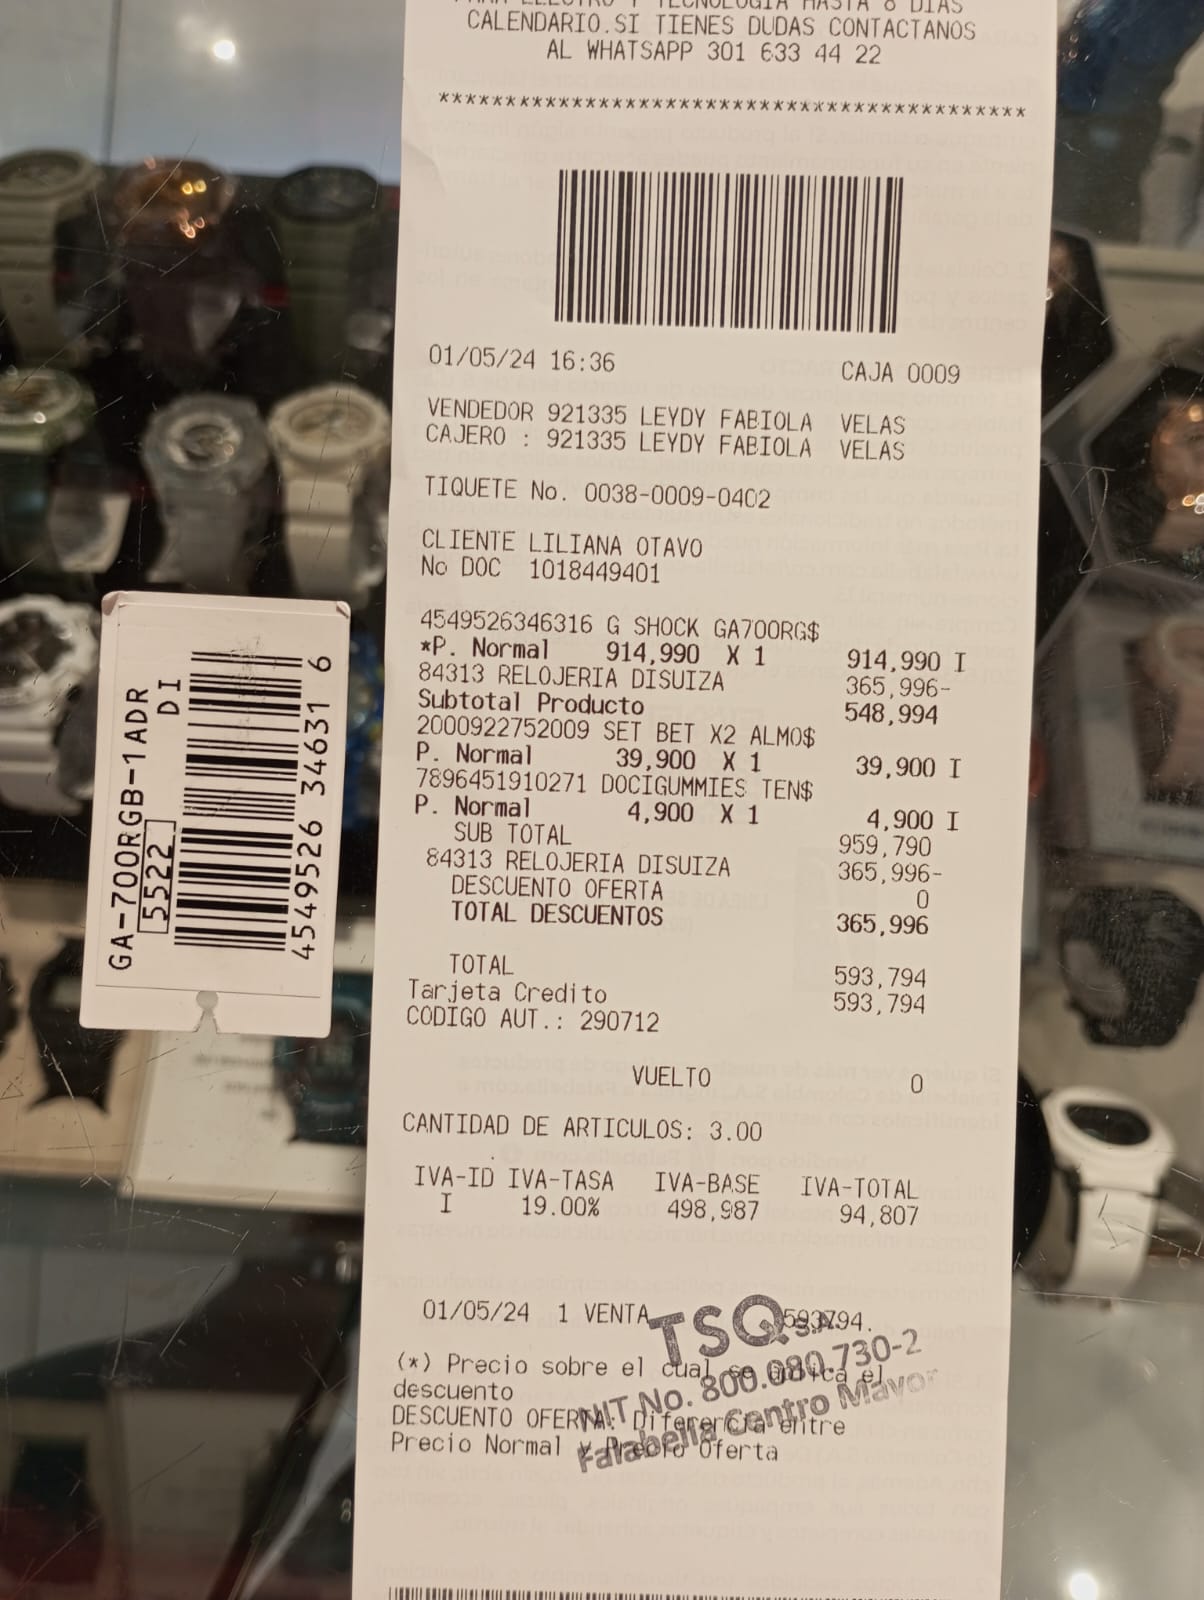 PARA ELECTRO Y TECNOLOGIA HASTA 8 DIAS
CALENDARIO.SI TIENES DUDAS CONTACTANOS
AL WHATSAPP 301 633 44 22
********************************************
01/05/24 16:36 CAJA 0009
VENDEDOR 921335 LEYDY FABIOLA VELAS
CAJERO : 921335 LEYDY FABIOLA VELAS
TIQUETE No. 0038-0009-0402
CLIENTE LILIANA OTAVO
No DOC 1018449401
4549526346316 G SHOCK GA700RG$
*P. Normal 914,990 X 1 914,990 I
84313 RELOJERIA DISUIZA 365,996-
Subtotal Producto 548,994
2000922752009 SET BET X2 ALMO$
P. Normal 39,900 X 1 39,900 I
7896451910271 DOCIGUMMIES TEN$
P. Normal 4,900 X 1 4,900 I
SUB TOTAL 959,790
84313 RELOJERIA DISUIZA 365,996-
DESCUENTO OFERTA 0
TOTAL DESCUENTOS 365,996
TOTAL 593,794
Tarjeta Credito 593,794
CODIGO AUT.: 290712
VUELTO 0
CANTIDAD DE ARTICULOS: 3.00
IVA-ID IVA-TASA IVA-BASE IVA-TOTAL
I 19.00% 498,987 94,807
01/05/24 1 VENTA 593794.
(*) Precio sobre el cual se aplica el
descuento
DESCUENTO OFERTA: Diferencia entre
Precio Normal y Precio Oferta
TSQ S.A.
NIT No. 800.080.730-2
Falabella Centro Mayor
GA-700RGB-1ADR
DI
5522
4549526 34631 6